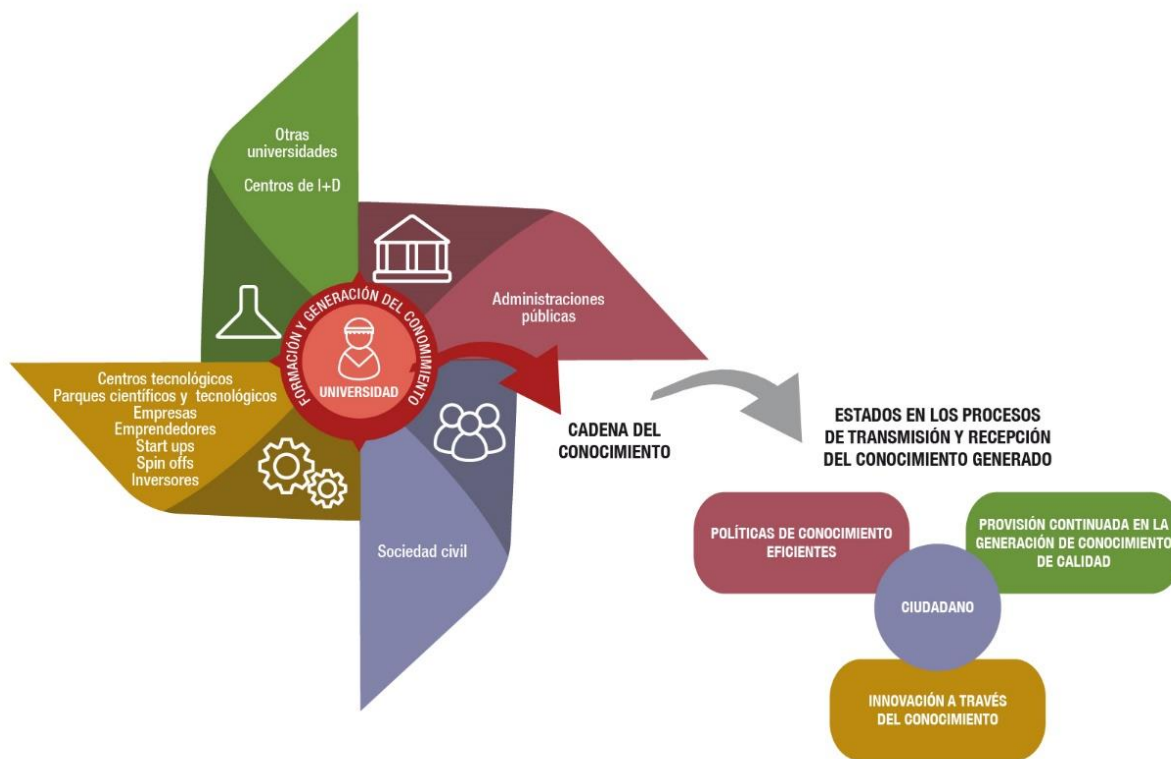 Otras
universidades
Centros de I+D
Administraciones
públicas
FORMACIÓN Y GENERACIÓN DEL CONOMIMIENTO
UNIVERSIDAD
Centros tecnológicos
Parques científicos y tecnológicos
Empresas
Emprendedores
Start ups
Spin offs
Inversores
Sociedad civil
CADENA DEL
CONOCIMIENTO
ESTADOS EN LOS PROCESOS
DE TRANSMISIÓN Y RECEPCIÓN
DEL CONOCIMIENTO GENERADO
POLÍTICAS DE CONOCIMIENTO
EFICIENTES
PROVISIÓN CONTINUADA EN LA
GENERACIÓN DE CONOCIMIENTO
DE CALIDAD
CIUDADANO
INNOVACIÓN A TRAVÉS
DEL CONOCIMIENTO